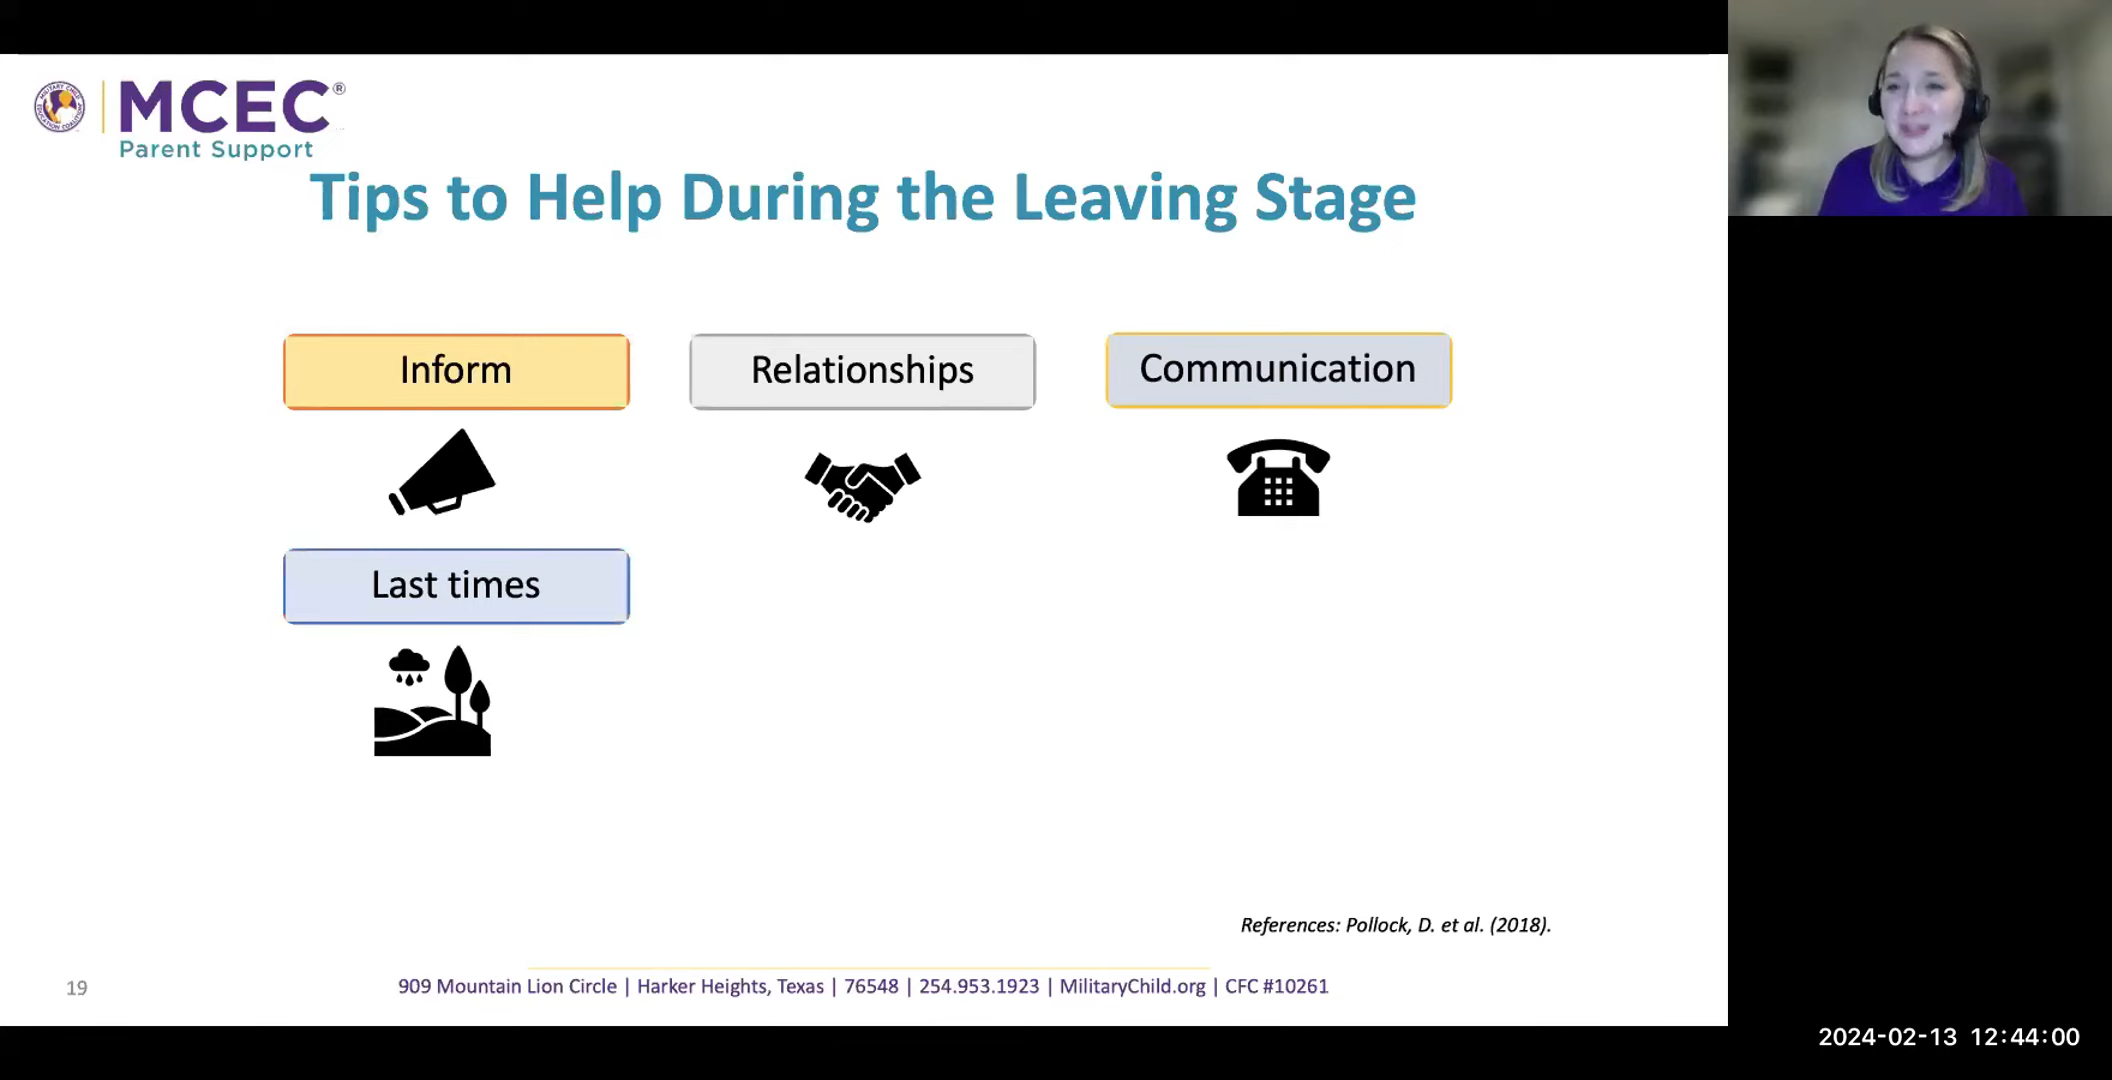 MCEC®
Parent Support
Tips to Help During the Leaving Stage
Inform
Relationships
Communication
Last times
References: Pollock, D. et al. (2018).
19
909 Mountain Lion Circle | Harker Heights, Texas | 76548 | 254.953.1923 | MilitaryChild.org | CFC #10261
2024-02-13 12:44:00